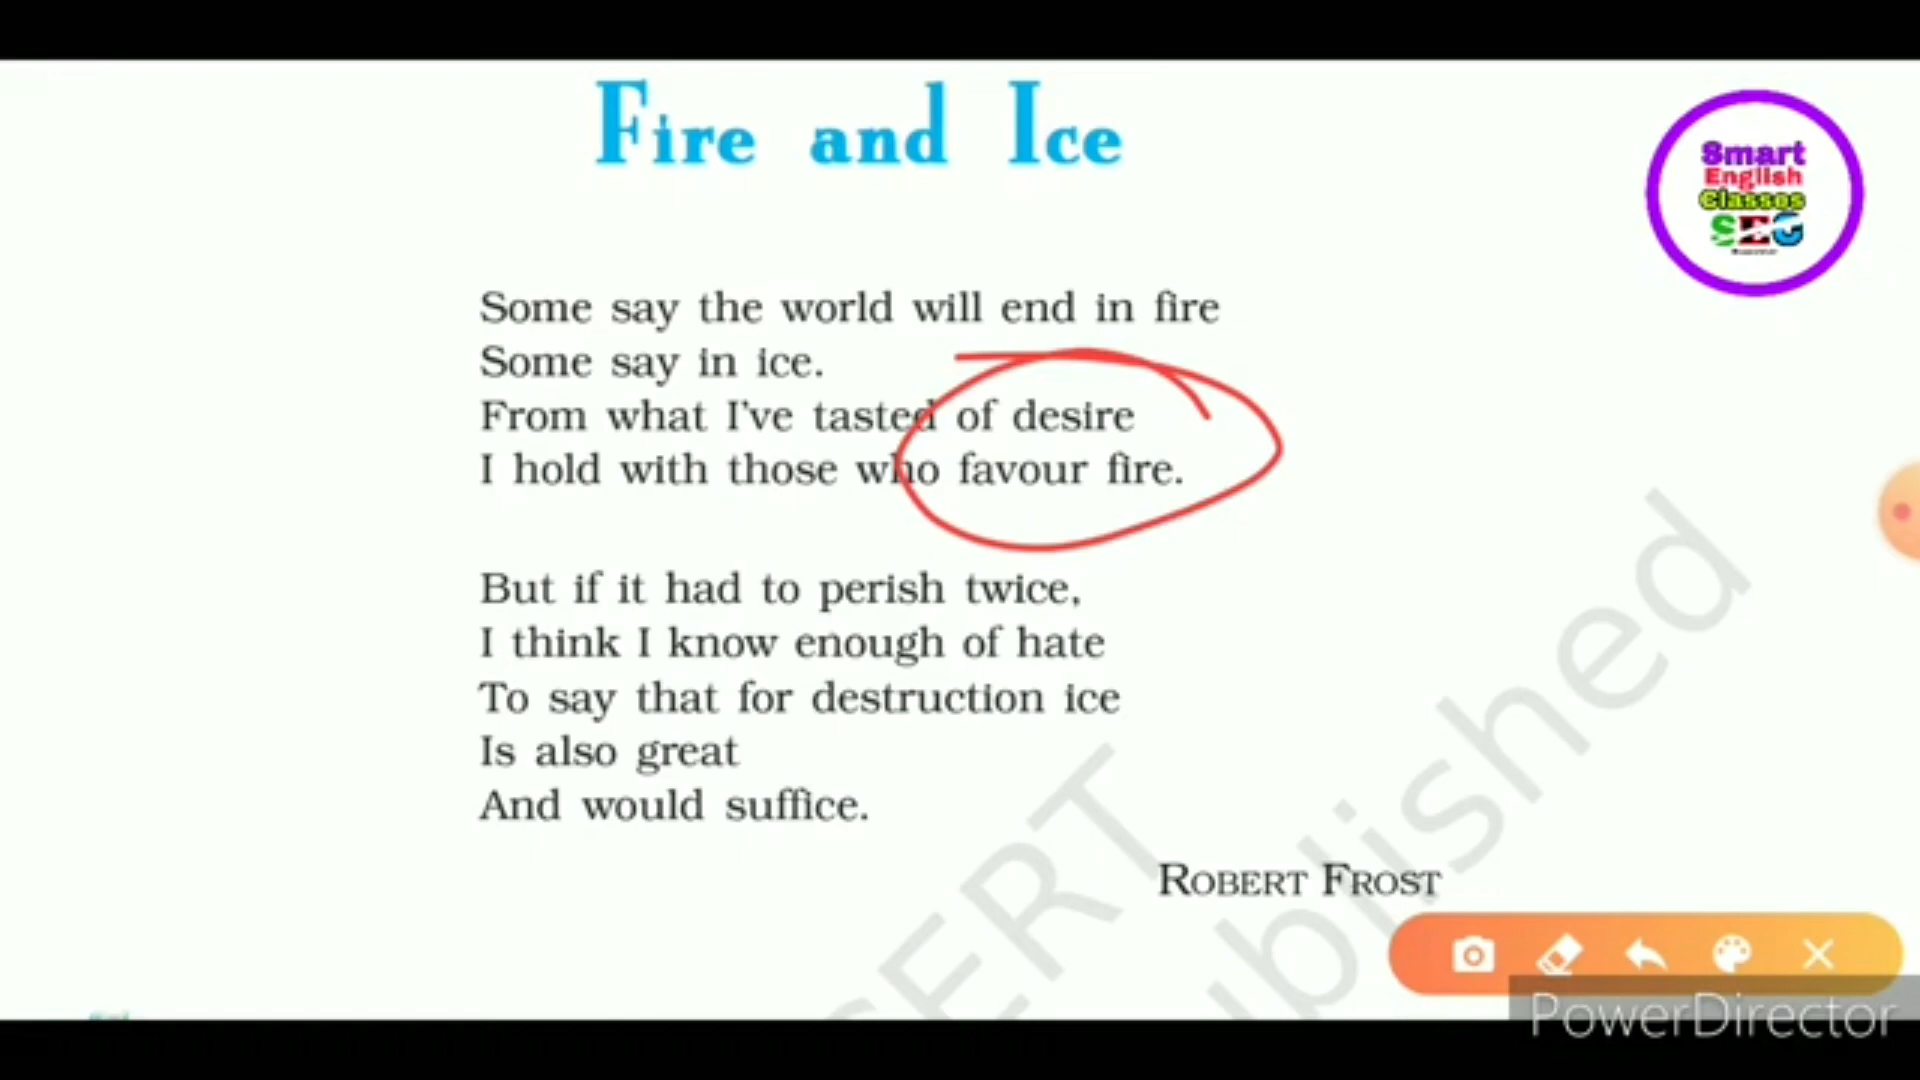 Fire and Ice
Smart
English
Classes
SEC
Some say the world will end in fire
Some say in ice.
From what I've tasted of desire
I hold with those who favour fire.
But if it had to perish twice,
I think I know enough of hate
To say that for destruction ice
Is also great
And would suffice.
ROBERT FROST
PowerDirector